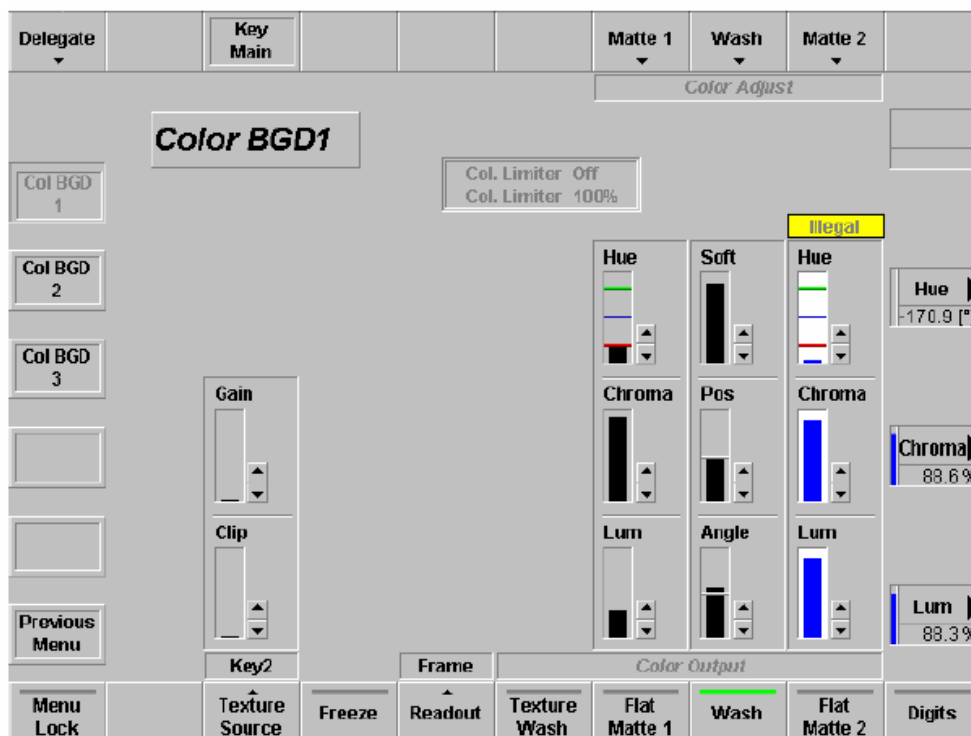 Delegate
Key
Main
Matte 1
Wash
Matte 2
Color Adjust
Color BGD1
Col BGD
1
Col. Limiter Off
Col. Limiter 100%
Illegal
Col BGD
2
Hue
Soft
Hue
Hue
-170.9 [°
Col BGD
3
Gain
Chroma
Pos
Chroma
Chroma
88.6%
Clip
Lum
Angle
Lum
Lum
88.3%
Previous
Menu
Key2
Frame
Color Output
Menu
Lock
Texture
Source
Freeze
Readout
Texture
Wash
Flat
Matte 1
Wash
Flat
Matte 2
Digits